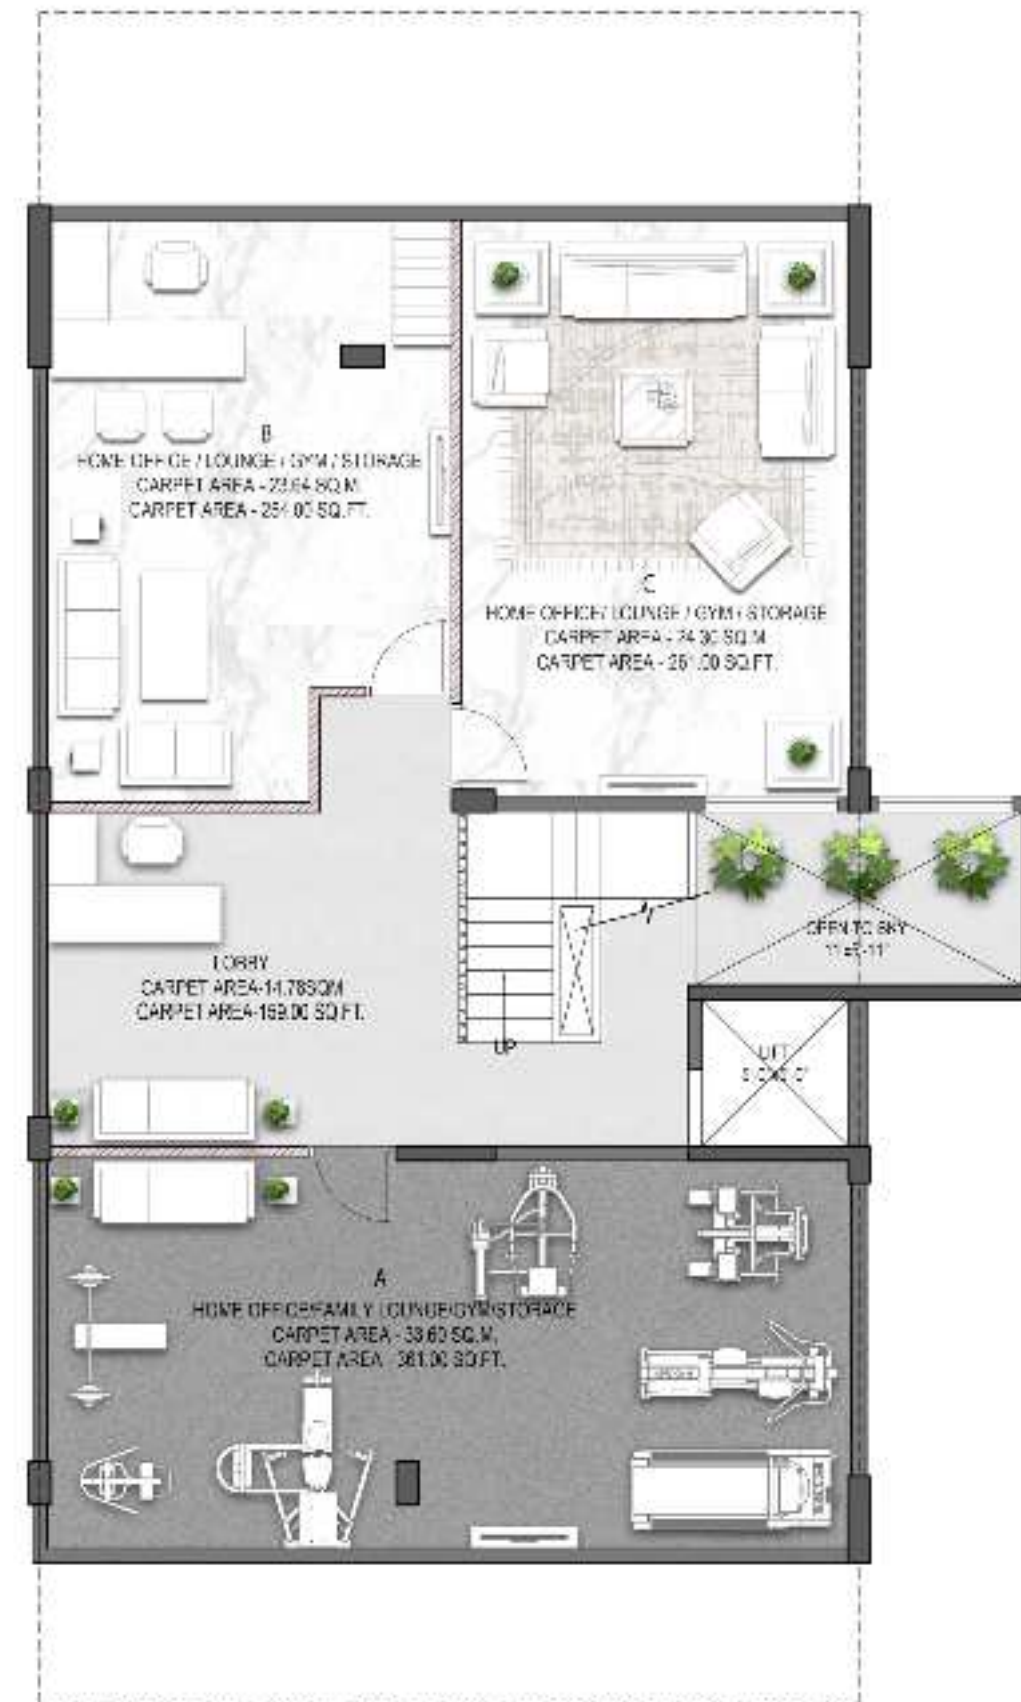 B
HOME OFFICE / LOUNGE / GYM / STORAGE
CARPET AREA - 23.64 SQ.M.
CARPET AREA - 254.00 SQ.FT.
C
HOME OFFICE/ LOUNGE / GYM / STORAGE
CARPET AREA - 24.30 SQ.M.
CARPET AREA - 261.00 SQ.FT.
OPEN TO SKY
LOBBY
CARPET AREA-14.78SQM
CARPET AREA-159.00 SQ.FT.
UP
LIFT
A
HOME OFFICE/FAMILY LOUNGE/GYM/STORAGE
CARPET AREA - 33.60 SQ.M.
CARPET AREA - 361.00 SQ.FT.